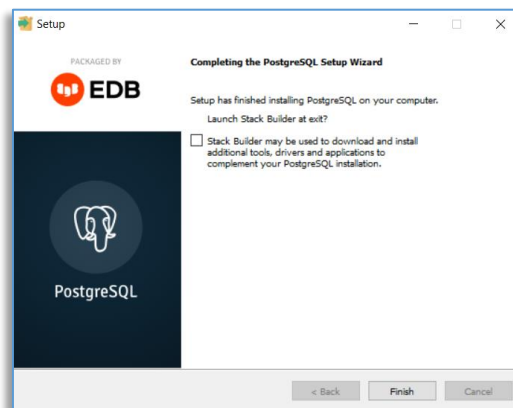 Setup
PACKAGED BY
EDB
PostgreSQL
Completing the PostgreSQL Setup Wizard
Setup has finished installing PostgreSQL on your computer.
Launch Stack Builder at exit?
Stack Builder may be used to download and install
additional tools, drivers and applications to
complement your PostgreSQL installation.
< Back
Finish
Cancel